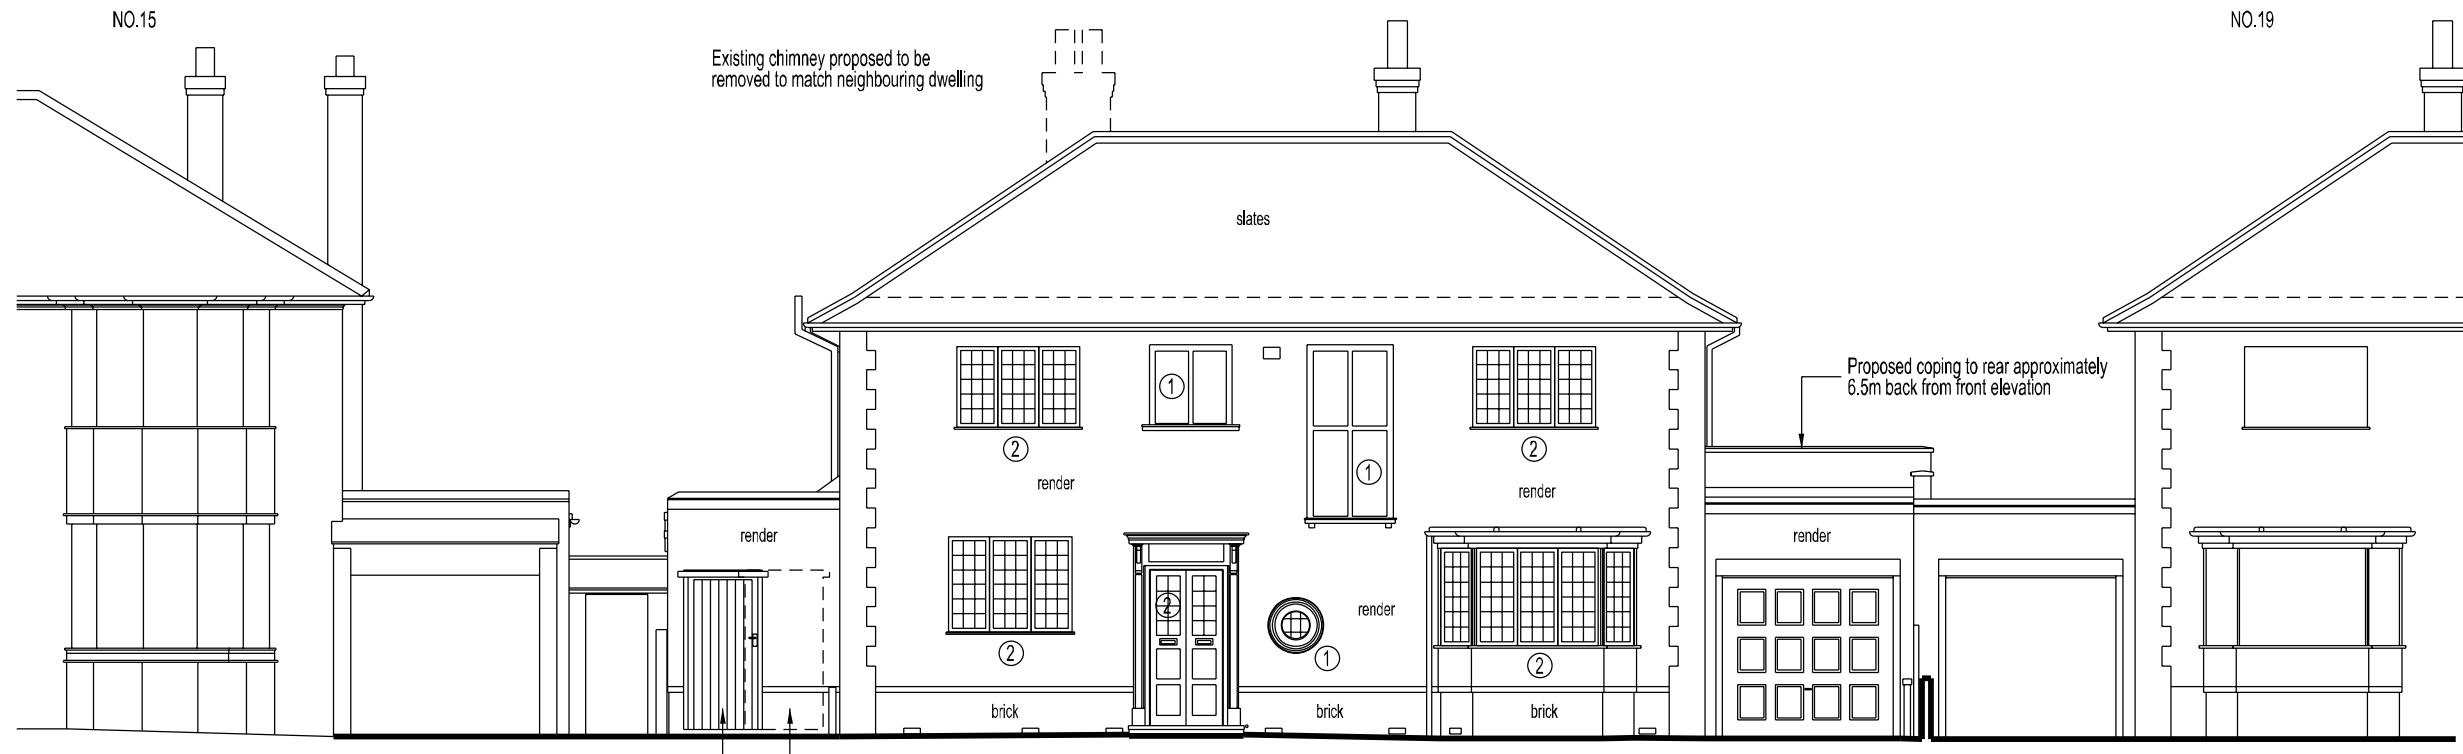 NO.15
NO.19
Existing chimney proposed to be
removed to match neighbouring dwelling
slates
Proposed coping to rear approximately
6.5m back from front elevation
1
2
2
1
render
render
render
render
2
render
2
1
2
brick
brick
brick